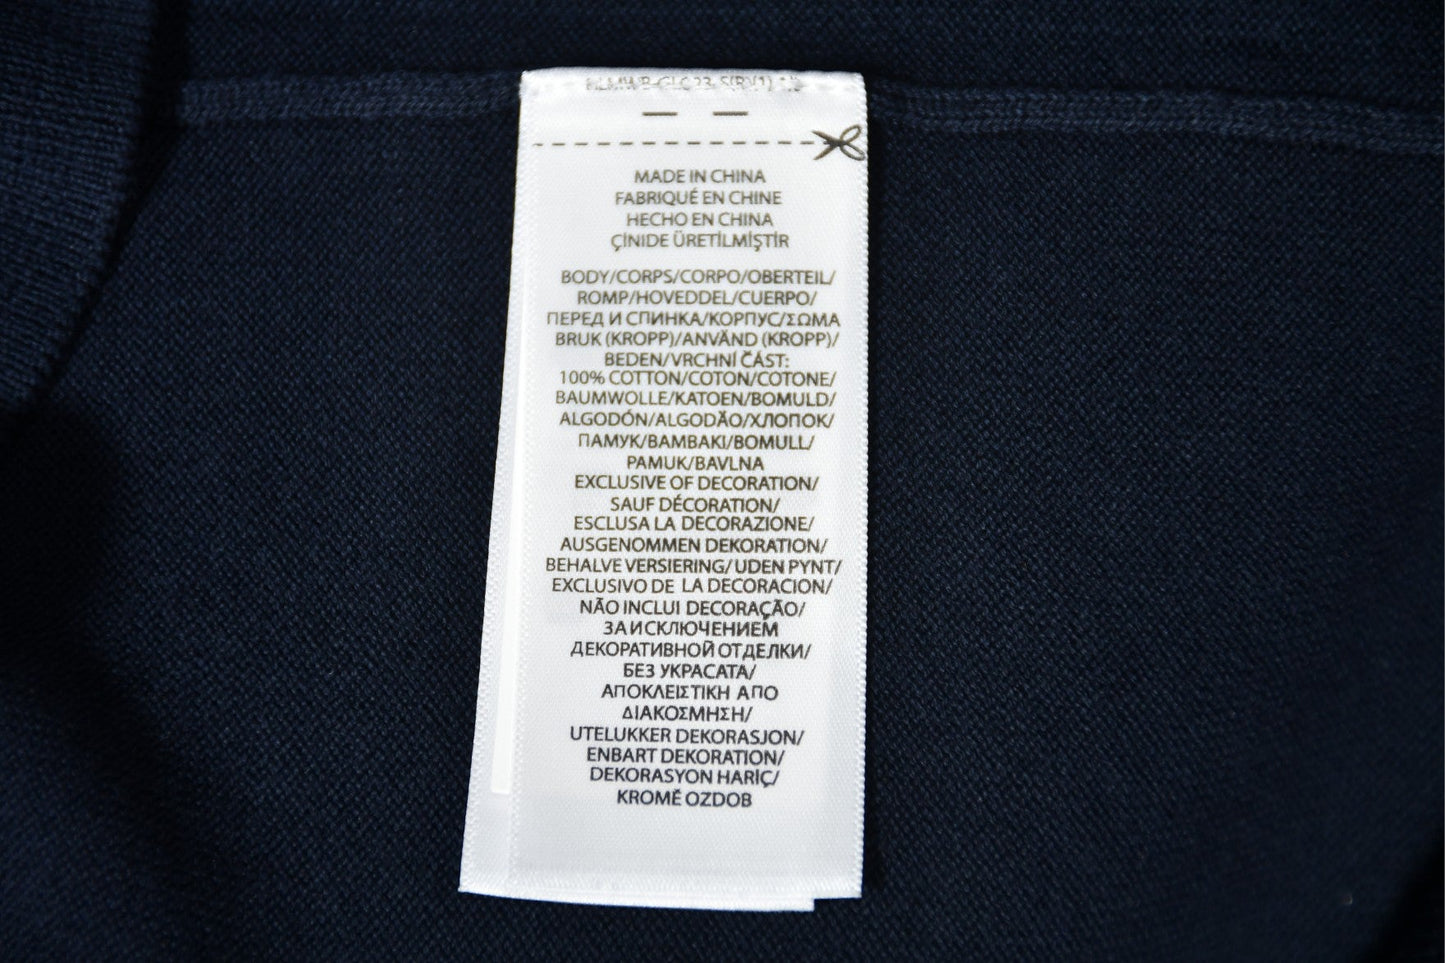 MADE IN CHINA
FABRIQUÉ EN CHINE
HECHO EN CHINA
ÇİNIDE ÜRETİLMİŞTİR
BODY/CORPS/CORPO/OBERTEIL/
ROMP/HOVEDDEL/CUERPO/
ПЕРЕД И СПИНКА/КОРПУС/ΣΩΜΑ
BRUK (KROPP)/ANVÄND (KROPP)/
BEDEN/VRCHNÍ ČÁST:
100% COTTON/COTON/COTONE/
BAUMWOLLE/KATOEN/BOMULD/
ALGODÓN/ALGODÃO/ХЛОПОК/
ПАМУК/BAMBAKI/BOMULL/
PAMUK/BAVLNA
EXCLUSIVE OF DECORATION/
SAUF DÉCORATION/
ESCLUSA LA DECORAZIONE/
AUSGENOMMEN DEKORATION/
BEHALVE VERSIERING/UDEN PYNT/
EXCLUSIVO DE LA DECORACION/
NÃO INCLUI DECORAÇÃO/
ЗА ИСКЛЮЧЕНИЕМ
ДЕКОРАТИВНОЙ ОТДЕЛКИ/
БЕЗ УКРАСАТА/
ΑΠΟΚΛΕΙΣΤΙΚΗ ΑΠΟ
ΔΙΑΚΟΣΜΗΣΗ/
UTELUKKER DEKORASJON/
ENBART DEKORATION/
DEKORASYON HARİÇ/
KROMĚ OZDOB